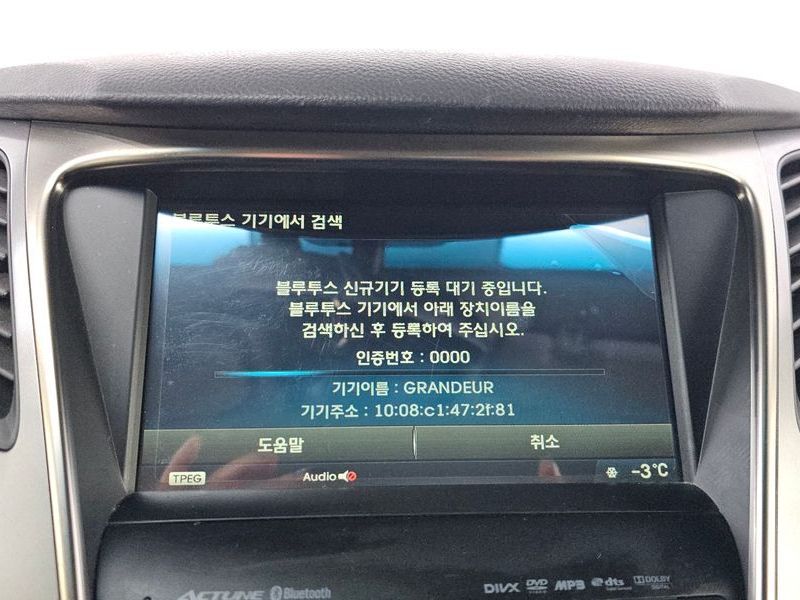 블루투스 기기에서 검색
블루투스 신규기기 등록 대기 중입니다.
블루투스 기기에서 아래 장치이름을
검색하신 후 등록하여 주십시오.
인증번호 : 0000
기기이름 : GRANDEUR
기기주소 : 10:08:c1:47:2f:81
도움말 취소
TPEG Audio -3°C
ACTUNE Bluetooth DIVX DVD VIDEO MP3 dts DOLBY DIGITAL